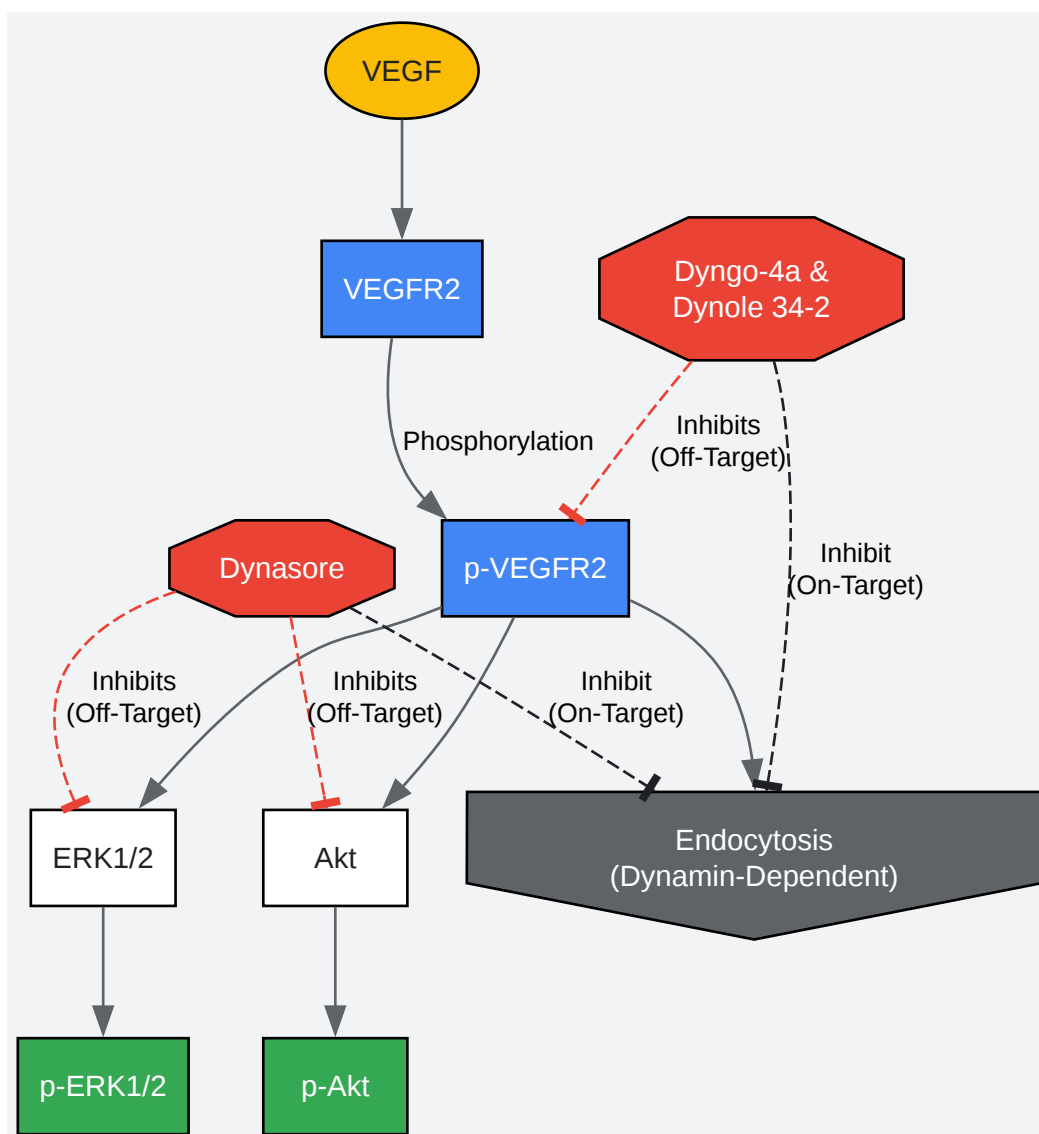 VEGF
VEGFR2
Dyngo-4a &
Dynole 34-2
Phosphorylation
Inhibits
(Off-Target)
Dynasore
p-VEGFR2
Inhibit
(On-Target)
Inhibits
(Off-Target)
Inhibits
(Off-Target)
Inhibit
(On-Target)
ERK1/2
Akt
Endocytosis
(Dynamin-Dependent)
p-ERK1/2
p-Akt